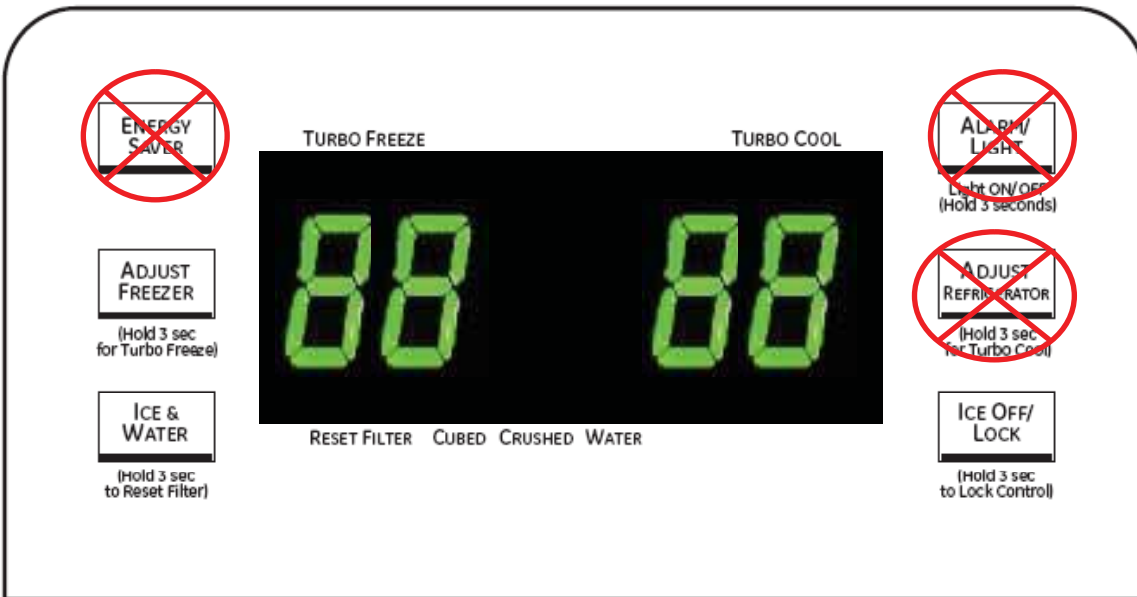 ENERGY
SAVER
TURBO FREEZE
TURBO COOL
ALARM/
LIGHT
Light ON/OFF
(Hold 3 seconds)
88
88
ADJUST
FREEZER
(Hold 3 sec
for Turbo Freeze)
ADJUST
REFRIGERATOR
(Hold 3 sec
for Turbo Cool)
ICE &
WATER
(Hold 3 sec
to Reset Filter)
RESET FILTER CUBED CRUSHED WATER
ICE OFF/
LOCK
(Hold 3 sec
to Lock Control)